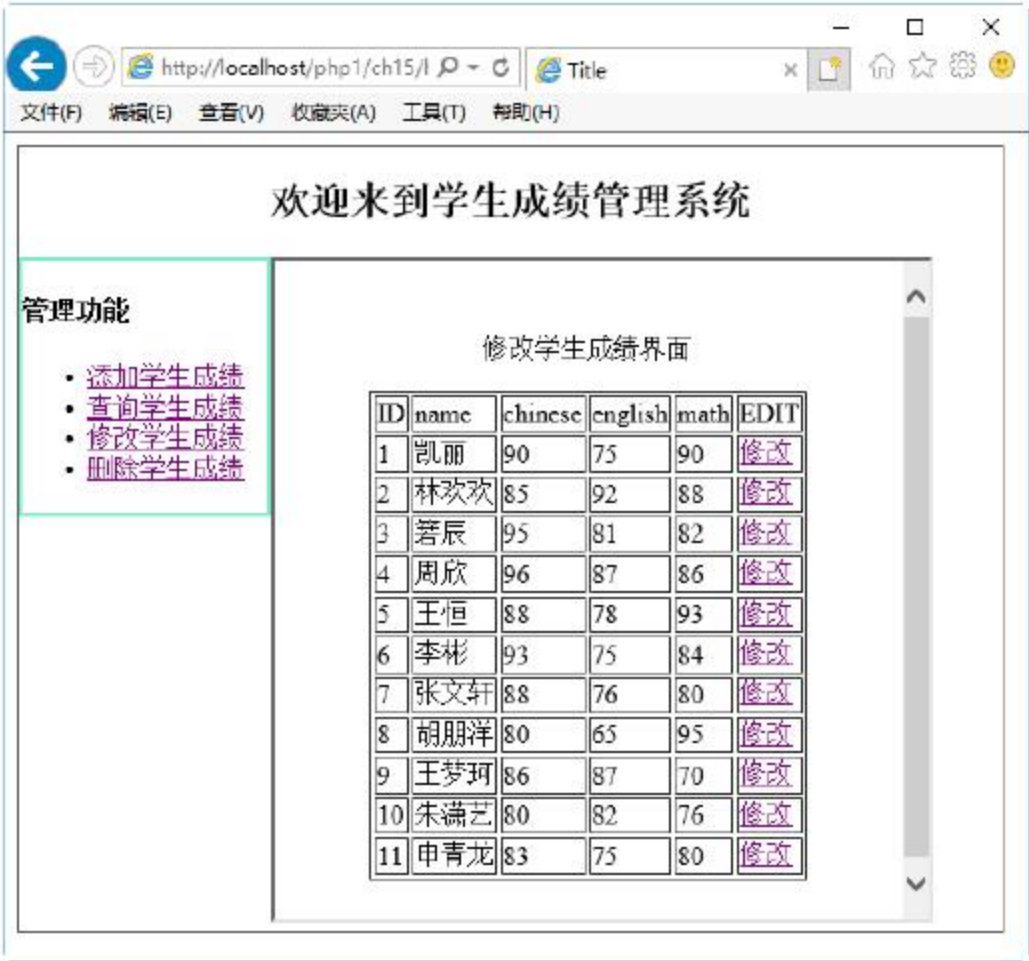 http://localhost/php1/ch15/l
Title
文件(F) 编辑(E) 查看(V) 收藏夹(A) 工具(T) 帮助(H)
欢迎来到学生成绩管理系统
管理功能
添加学生成绩
查询学生成绩
修改学生成绩
删除学生成绩
修改学生成绩界面
ID name chinese english math EDIT
1 凯丽 90 75 90 修改
2 林欢欢 85 92 88 修改
3 箬辰 95 81 82 修改
4 周欣 96 87 86 修改
5 王恒 88 78 93 修改
6 李彬 93 75 84 修改
7 张文轩 88 76 80 修改
8 胡朋洋 80 65 95 修改
9 王梦珂 86 87 70 修改
10 朱潇艺 80 82 76 修改
11 申青龙 83 75 80 修改